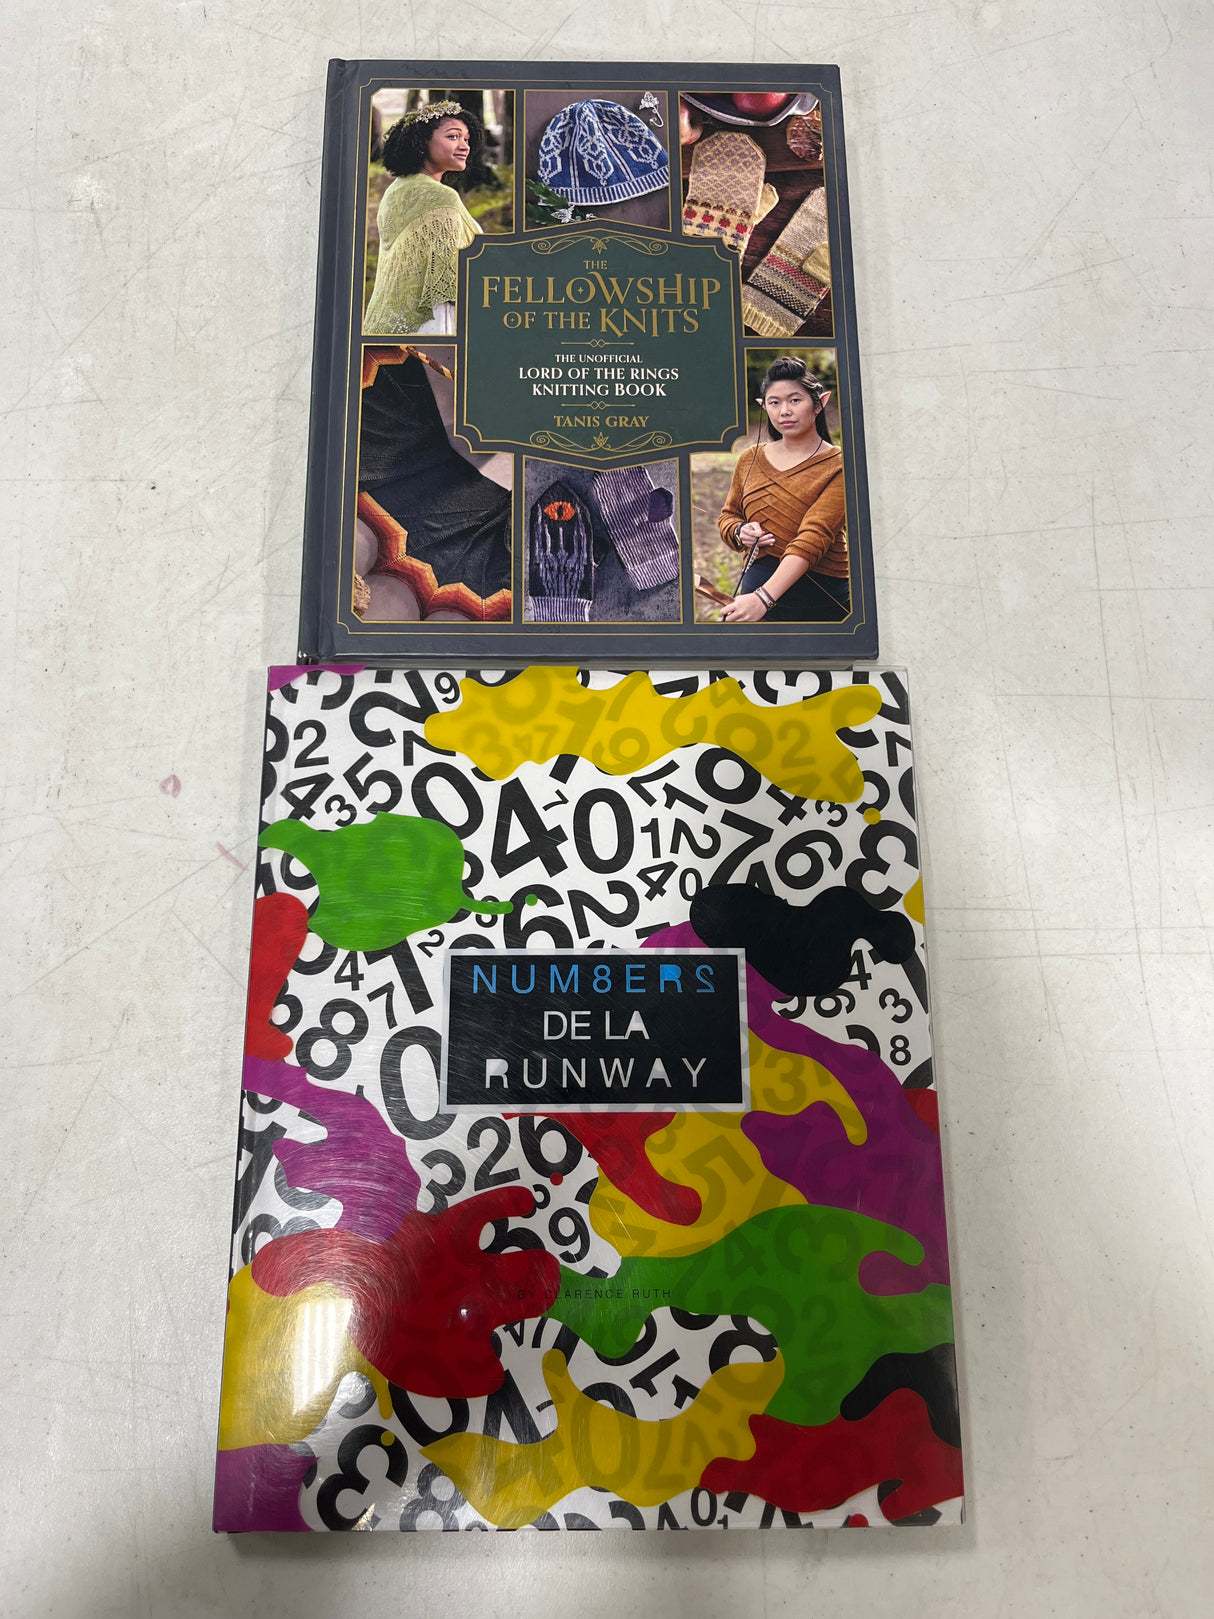 THE
FELLOWSHIP
OF THE KNITS
THE UNOFFICIAL
LORD OF THE RINGS
KNITTING BOOK
TANIS GRAY
NUM8ER2
DE LA
RUNWAY
BY CLARENCE RUTH